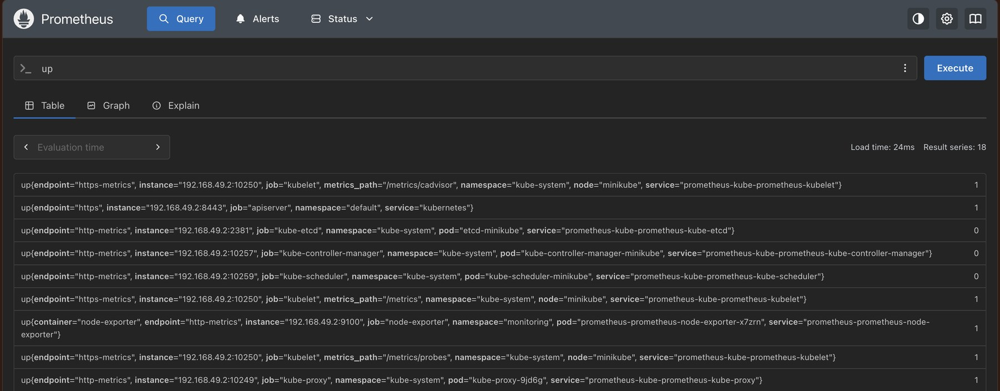 Prometheus
Query
Alerts
Status
up
Execute
Table
Graph
Explain
Evaluation time
Load time: 24ms Result series: 18
up{endpoint="https-metrics", instance="192.168.49.2:10250", job="kubelet", metrics_path="/metrics/cadvisor", namespace="kube-system", node="minikube", service="prometheus-kube-prometheus-kubelet"} 1
up{endpoint="https", instance="192.168.49.2:8443", job="apiserver", namespace="default", service="kubernetes"} 1
up{endpoint="http-metrics", instance="192.168.49.2:2381", job="kube-etcd", namespace="kube-system", pod="etcd-minikube", service="prometheus-kube-prometheus-kube-etcd"} 0
up{endpoint="http-metrics", instance="192.168.49.2:10257", job="kube-controller-manager", namespace="kube-system", pod="kube-controller-manager-minikube", service="prometheus-kube-prometheus-kube-controller-manager"} 0
up{endpoint="http-metrics", instance="192.168.49.2:10259", job="kube-scheduler", namespace="kube-system", pod="kube-scheduler-minikube", service="prometheus-kube-prometheus-kube-scheduler"} 0
up{endpoint="https-metrics", instance="192.168.49.2:10250", job="kubelet", metrics_path="/metrics", namespace="kube-system", node="minikube", service="prometheus-kube-prometheus-kubelet"} 1
up{container="node-exporter", endpoint="http-metrics", instance="192.168.49.2:9100", job="node-exporter", namespace="monitoring", pod="prometheus-prometheus-node-exporter-x7zrn", service="prometheus-prometheus-node-
exporter"} 1
up{endpoint="https-metrics", instance="192.168.49.2:10250", job="kubelet", metrics_path="/metrics/probes", namespace="kube-system", node="minikube", service="prometheus-kube-prometheus-kubelet"} 1
up{endpoint="http-metrics", instance="192.168.49.2:10249", job="kube-proxy", namespace="kube-system", pod="kube-proxy-9jd6g", service="prometheus-kube-prometheus-kube-proxy"} 1